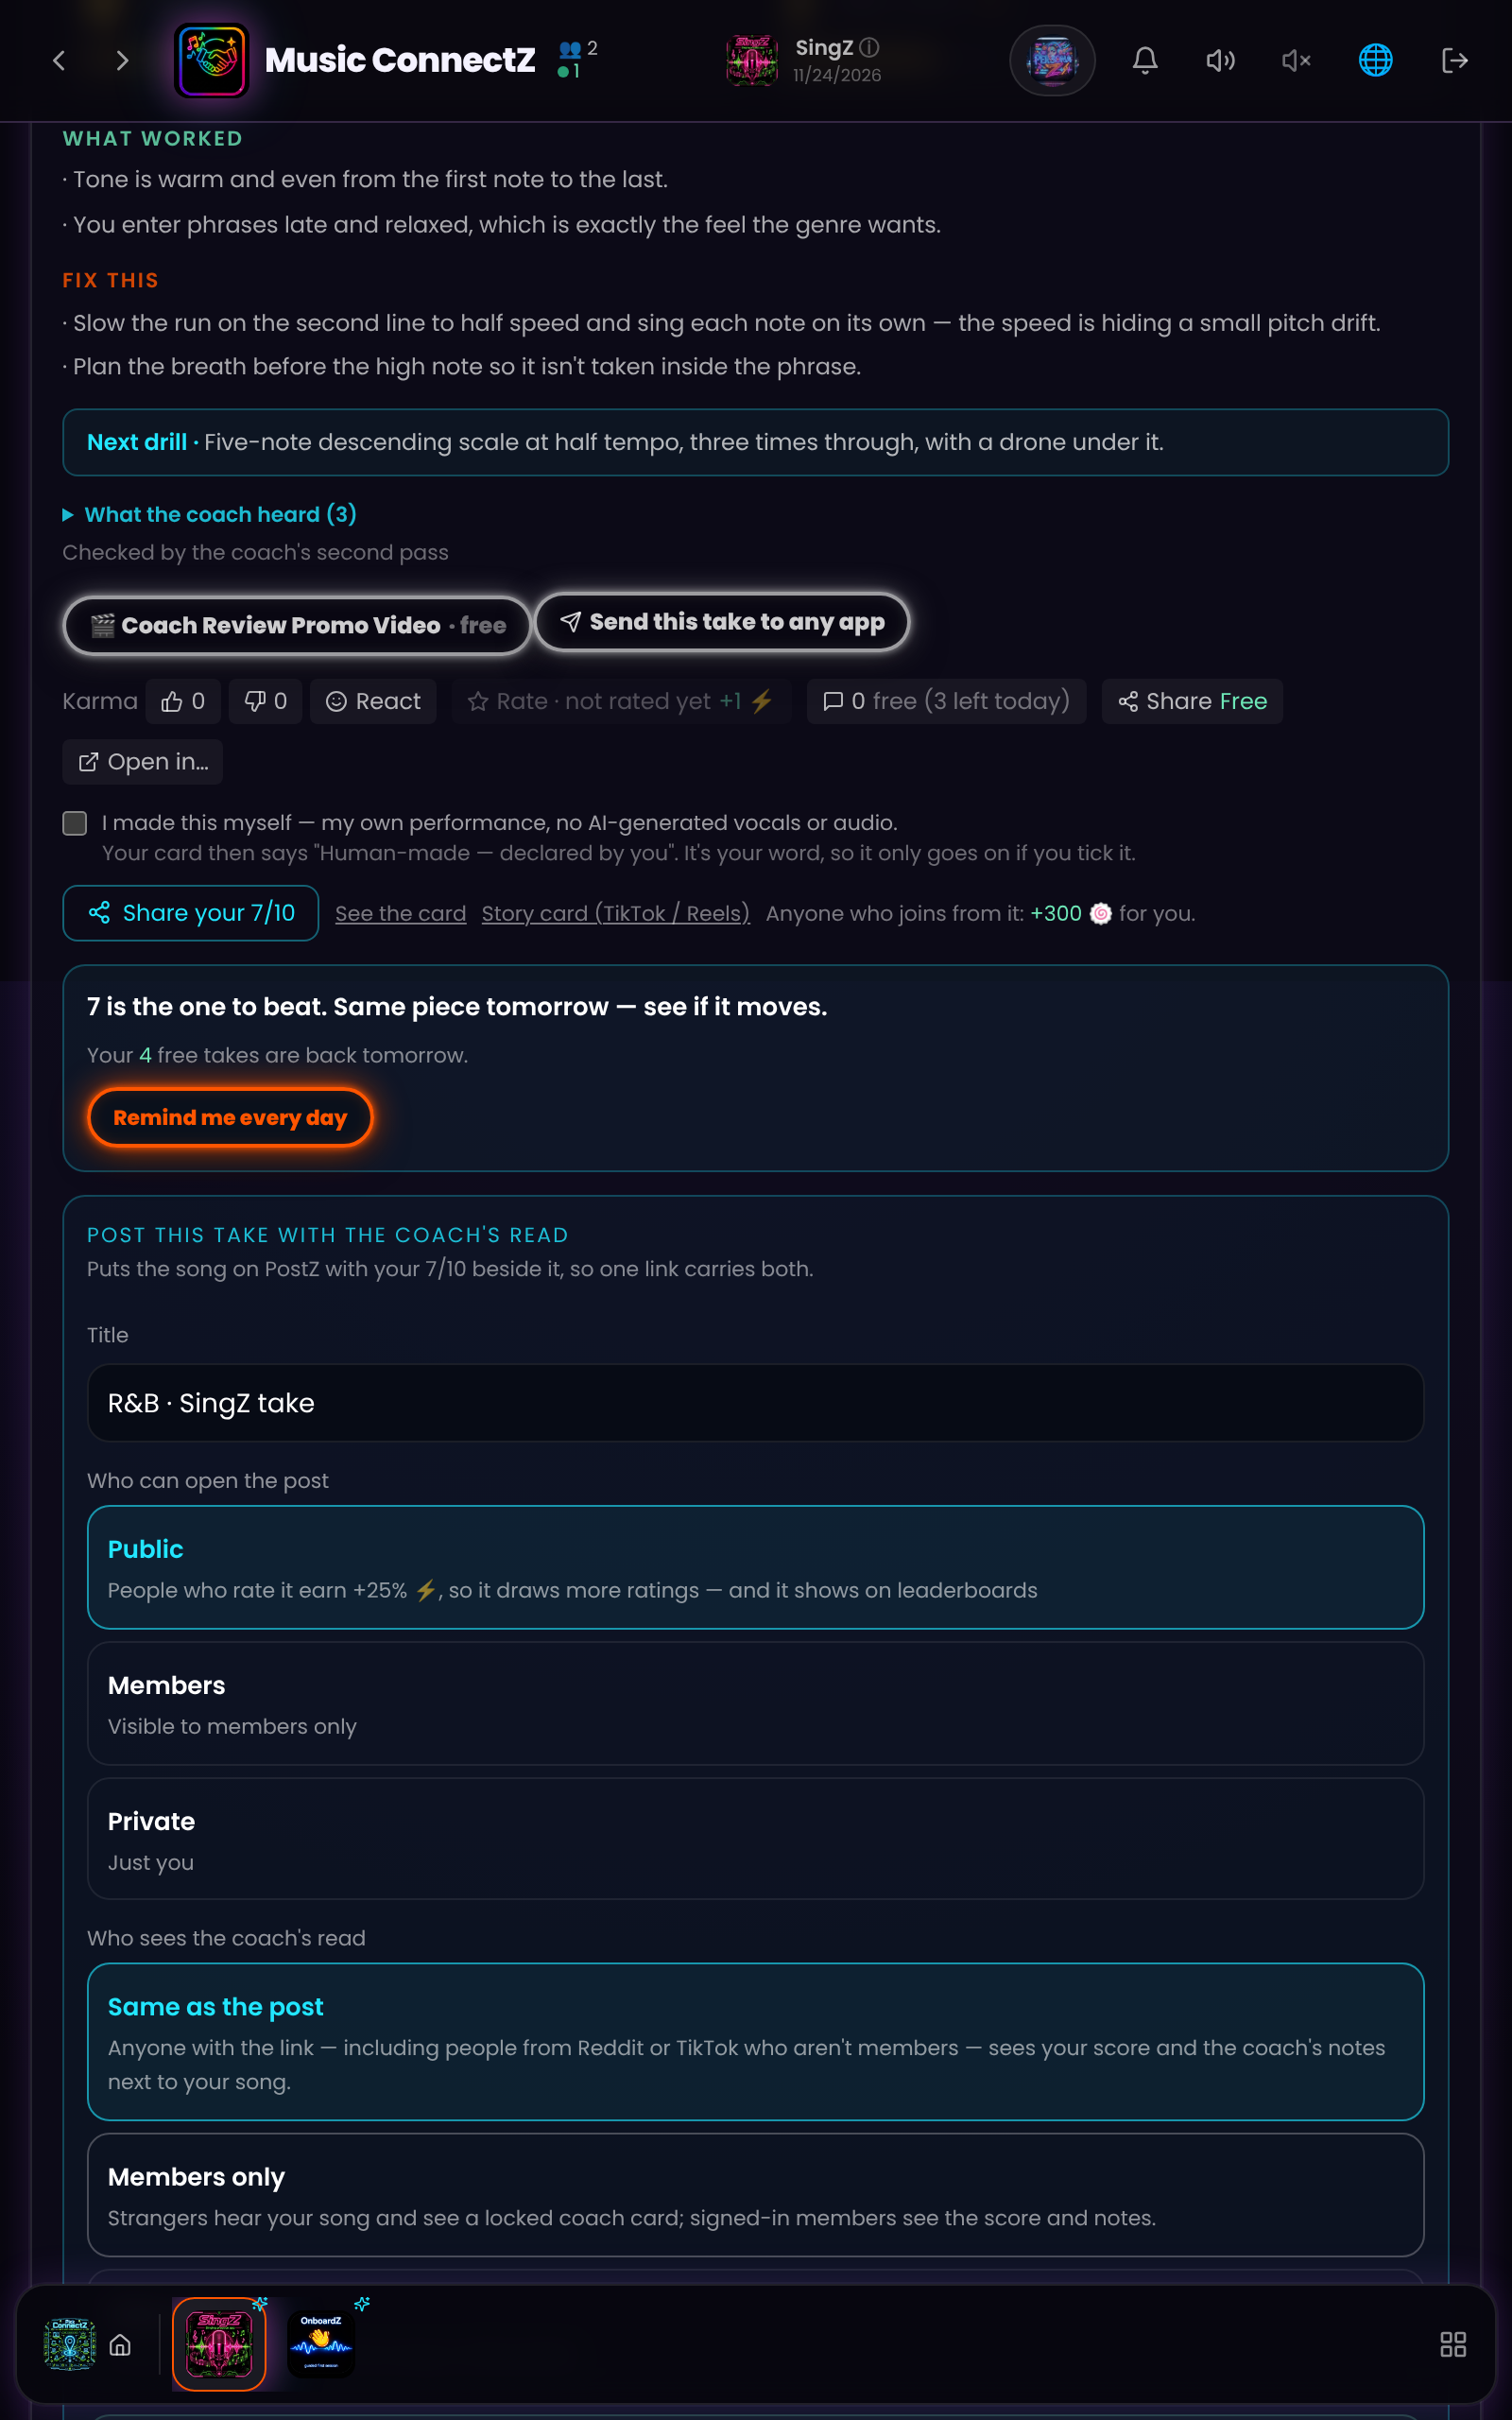 Music ConnectZ
2
1
SingZ
11/24/2026
WHAT WORKED
· Tone is warm and even from the first note to the last.
· You enter phrases late and relaxed, which is exactly the feel the genre wants.
FIX THIS
· Slow the run on the second line to half speed and sing each note on its own — the speed is hiding a small pitch drift.
· Plan the breath before the high note so it isn't taken inside the phrase.
Next drill · Five-note descending scale at half tempo, three times through, with a drone under it.
What the coach heard (3)
Checked by the coach's second pass
Coach Review Promo Video · free
Send this take to any app
Karma 0 0 React Rate · not rated yet +1 0 free (3 left today) Share Free
Open in...
I made this myself — my own performance, no AI-generated vocals or audio.
Your card then says "Human-made — declared by you". It's your word, so it only goes on if you tick it.
Share your 7/10 See the card Story card (TikTok / Reels) Anyone who joins from it: +300 for you.
7 is the one to beat. Same piece tomorrow — see if it moves.
Your 4 free takes are back tomorrow.
Remind me every day
POST THIS TAKE WITH THE COACH'S READ
Puts the song on PostZ with your 7/10 beside it, so one link carries both.
Title
R&B · SingZ take
Who can open the post
Public
People who rate it earn +25% ⚡, so it draws more ratings — and it shows on leaderboards
Members
Visible to members only
Private
Just you
Who sees the coach's read
Same as the post
Anyone with the link — including people from Reddit or TikTok who aren't members — sees your score and the coach's notes
next to your song.
Members only
Strangers hear your song and see a locked coach card; signed-in members see the score and notes.
ConnectZ
SingZ
OnboardZ